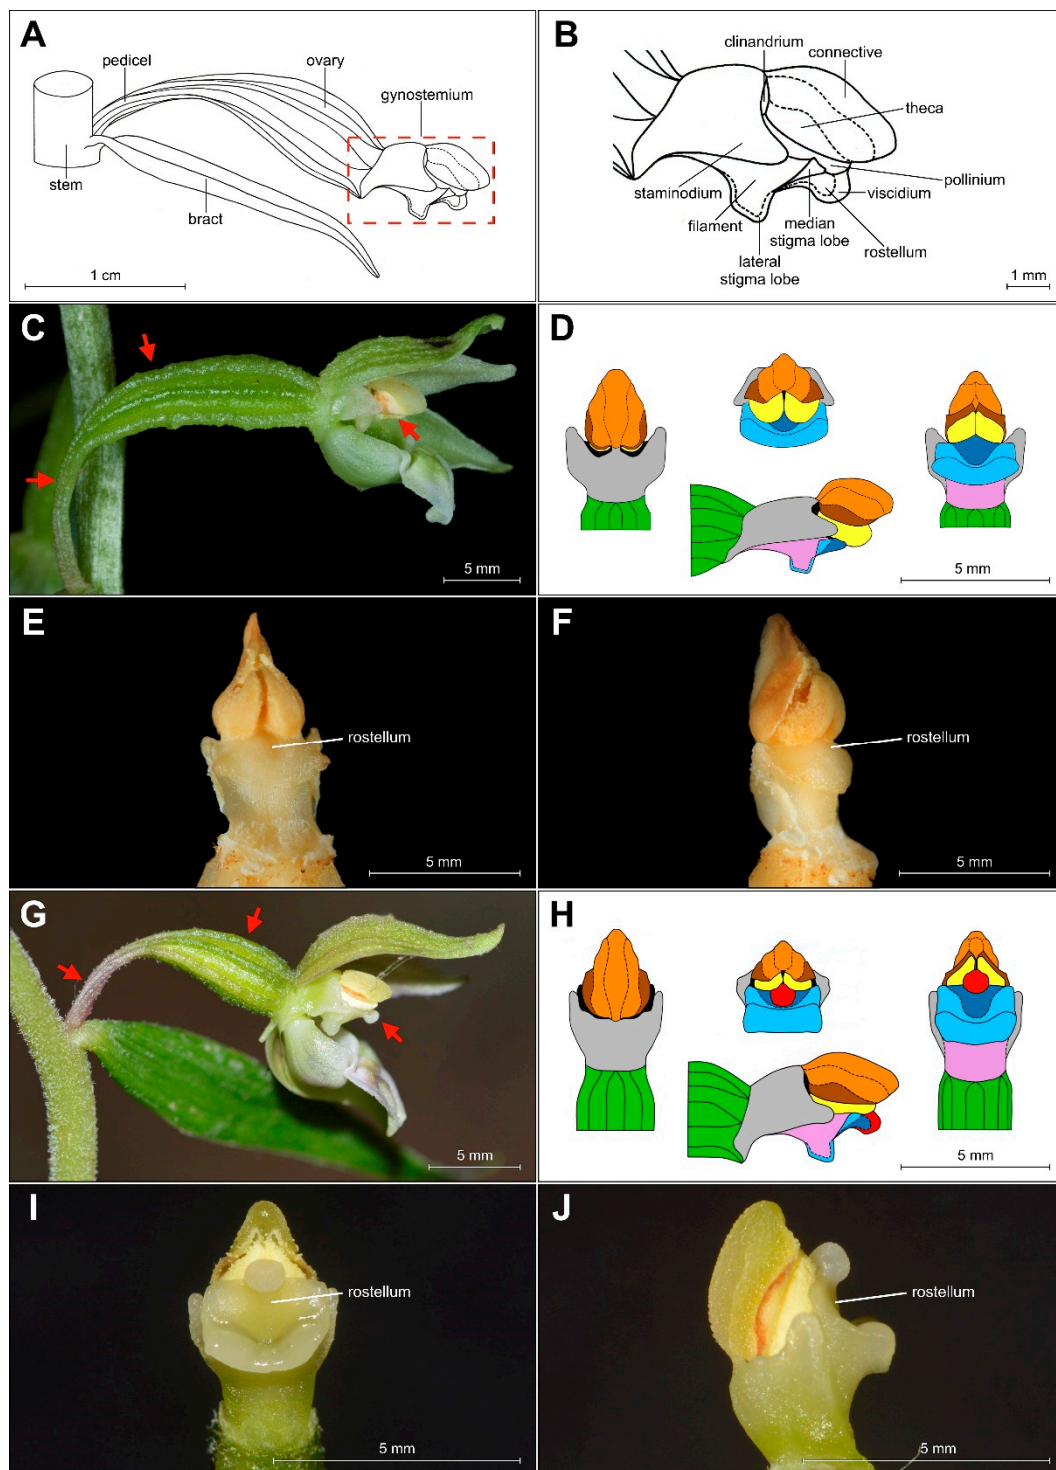 A
pedicel
ovary
gynostemium
stem
bract
1 cm
B
clinandrium
connective
theca
staminodium
pollinium
viscidium
filament
median
stigma lobe
rostellum
lateral
stigma lobe
1 mm
C
5 mm
D
5 mm
E
rostellum
5 mm
F
rostellum
5 mm
G
5 mm
H
5 mm
I
rostellum
5 mm
J
rostellum
5 mm